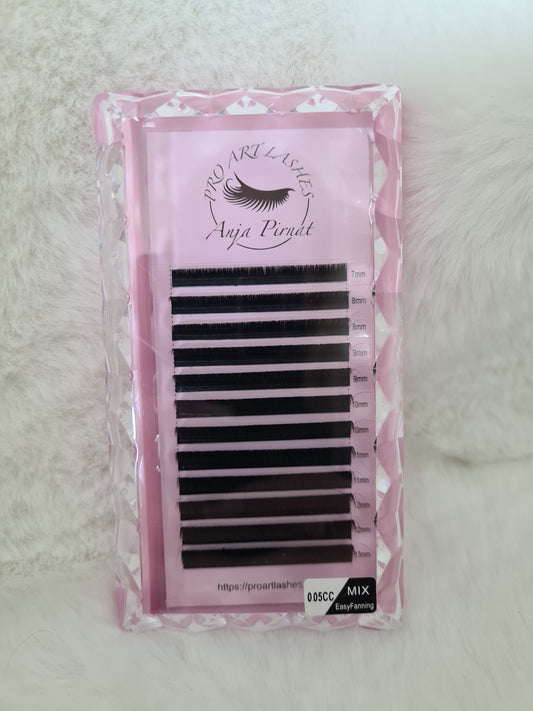 PRO ART LASHES
Anja Pirnat
7mm
8mm
8mm
9mm
9mm
10mm
10mm
11mm
11mm
12mm
12mm
13mm
https://proartlashes
005CC
MIX
EasyFanning